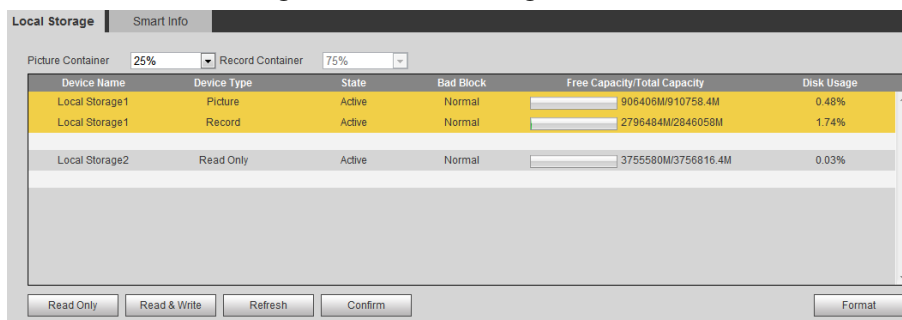 Local Storage Smart Info
Picture Container 25% Record Container 75%
Device Name Device Type State Bad Block Free Capacity/Total Capacity Disk Usage
Local Storage1 Picture Active Normal 906406M/910758.4M 0.48%
Local Storage1 Record Active Normal 2796484M/2846058M 1.74%
Local Storage2 Read Only Active Normal 3755580M/3756816.4M 0.03%
Read Only Read & Write Refresh Confirm Format